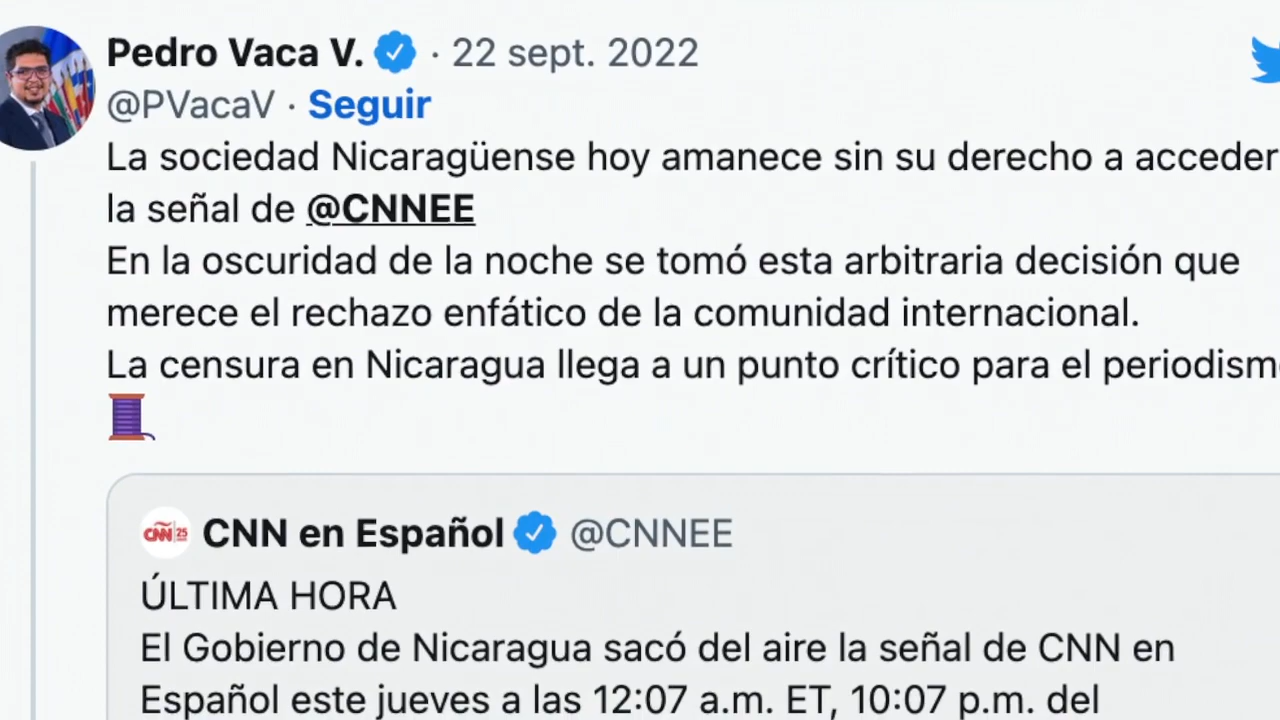 Pedro Vaca V. · 22 sept. 2022
@PVacaV · Seguir
La sociedad Nicaragüense hoy amanece sin su derecho a acceder
la señal de @CNNEE
En la oscuridad de la noche se tomó esta arbitraria decisión que
merece el rechazo enfático de la comunidad internacional.
La censura en Nicaragua llega a un punto crítico para el periodism
CNN 25 CNN en Español @CNNEE
ÚLTIMA HORA
El Gobierno de Nicaragua sacó del aire la señal de CNN en
Español este jueves a las 12:07 a.m. ET, 10:07 p.m. del